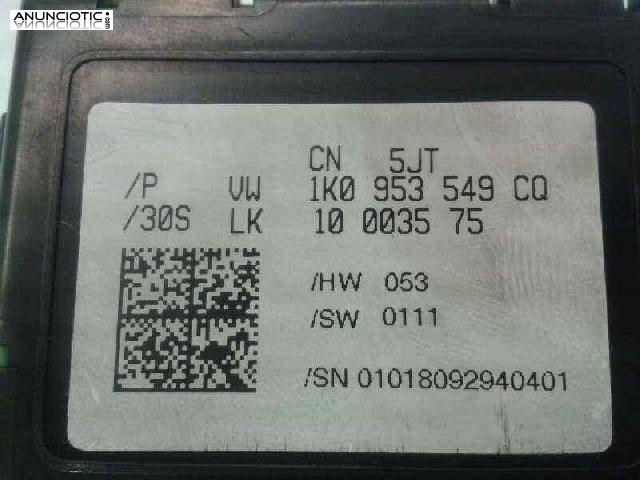 ANUNCIOTIC.es
CN 5JT
/P VW 1K0 953 549 CQ
/30S LK 10 0035 75
/HW 053
/SW 0111
/SN 01018092940401